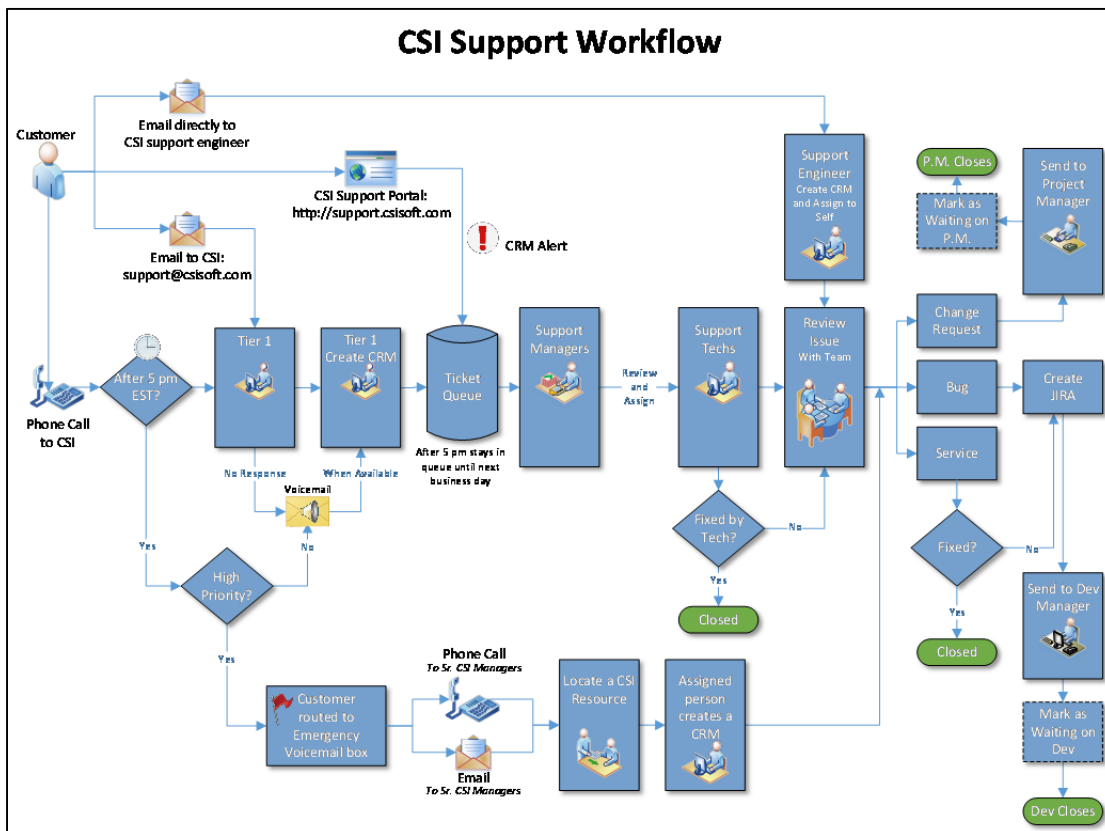 CSI Support Workflow
Customer
Email directly to
CSI support engineer
CSI Support Portal:
http://support.csisoft.com
CRM Alert
Email to CSI:
support@csisoft.com
Support
Engineer
Create CRM
and Assign to
Self
P.M. Closes
Mark as
Waiting on
P.M.
Send to
Project
Manager
Phone Call
to CSI
After 5 pm
EST?
Tier 1
Tier 1
Create CRM
Ticket
Queue
After 5 pm stays in
queue until next
business day
Support
Managers
Review
and
Assign
Support
Techs
Review
Issue
With Team
Change
Request
Bug
Create
JIRA
Service
No Response
When Available
Voicemail
Yes
No
High
Priority?
Fixed by
Tech?
No
Yes
Closed
Fixed?
No
Yes
Closed
Send to Dev
Manager
Mark as
Waiting on
Dev
Dev Closes
Yes
Customer
routed to
Emergency
Voicemail box
Phone Call
To Sr. CSI Managers
Email
To Sr. CSI Managers
Locate a CSI
Resource
Assigned
person
creates a
CRM